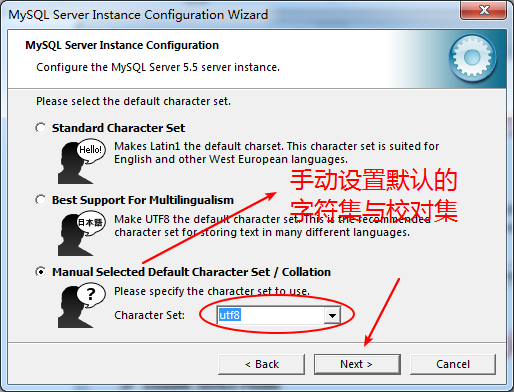 MySQL Server Instance Configuration Wizard
MySQL Server Instance Configuration
Configure the MySQL Server 5.5 server instance.
Please select the default character set.
Standard Character Set
Hello!
Makes Latin1 the default charset. This character set is suited for
English and other West European languages.
手动设置默认的
字符集与校对集
Best Support For Multilingualism
日本語
Make UTF8 the default character set. This is the recommended
character set for storing text in many different languages.
Manual Selected Default Character Set / Collation
?
Please specify the character set to use.
Character Set:
utf8
< Back
Next >
Cancel